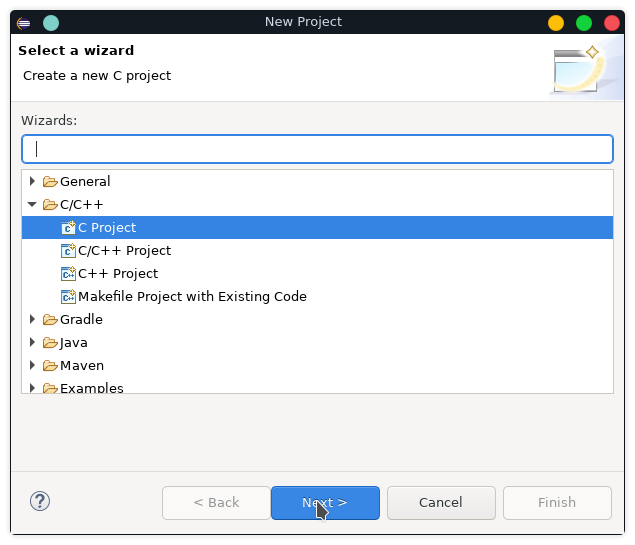 New Project
Select a wizard
Create a new C project
Wizards:
General
C/C++
C Project
C/C++ Project
C++ Project
Makefile Project with Existing Code
Gradle
Java
Maven
Examples
? < Back Next > Cancel Finish